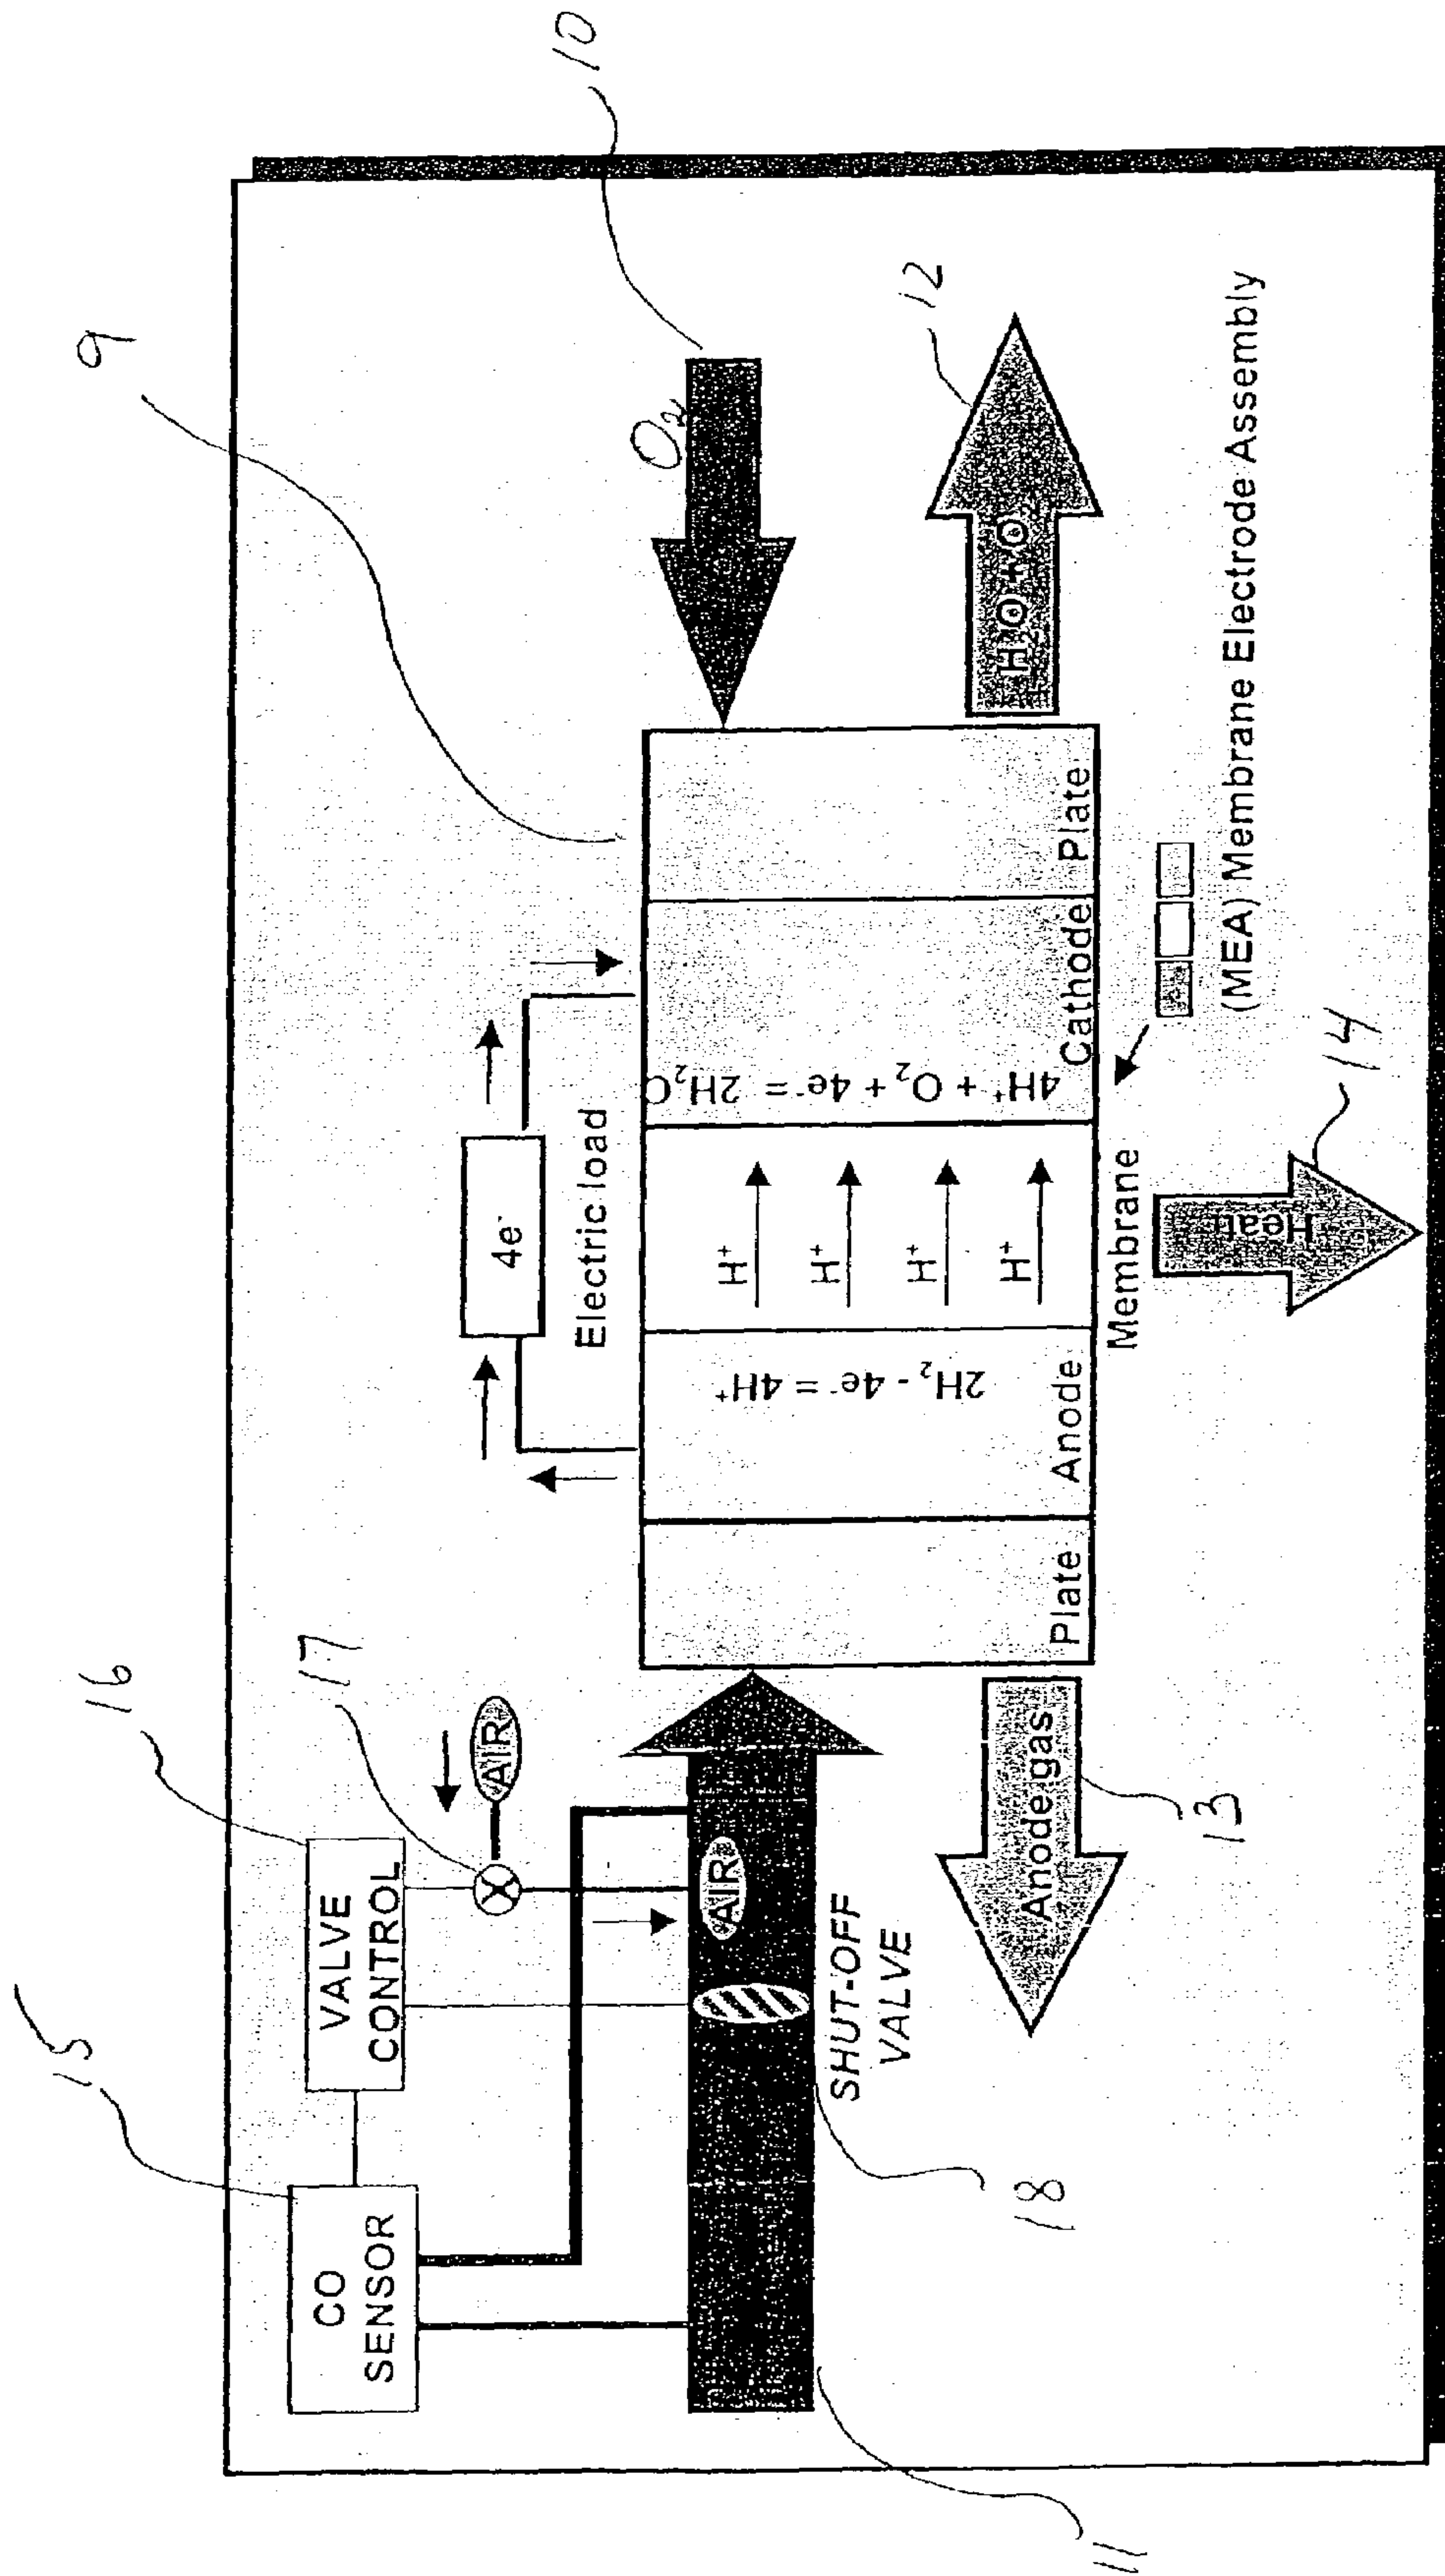 15
16
17
9
10
CO
SENSOR
VALVE
CONTROL
AIR
4e-
Electric load
O2
AIR
SHUT-OFF
VALVE
11
18
Plate
Anode
2H2 - 4e- = 4H+
H+
H+
H+
H+
Membrane
4H+ + O2 + 4e- = 2H2O
Cathode
Plate
H2O + O
12
Anode gas
13
Heat
14
(MEA) Membrane Electrode Assembly